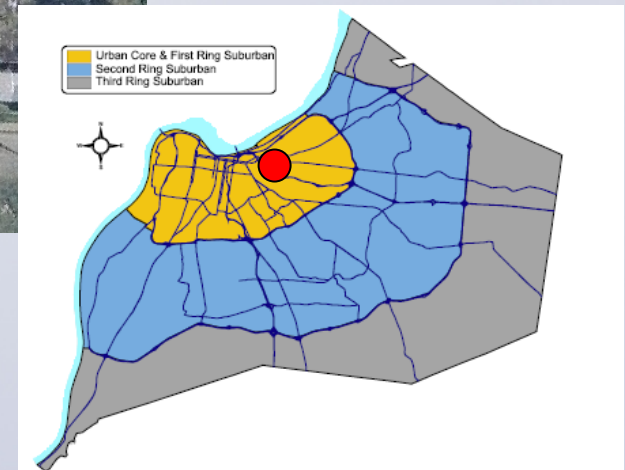 Urban Core & First Ring Suburban
Second Ring Suburban
Third Ring Suburban
N
W
E
S